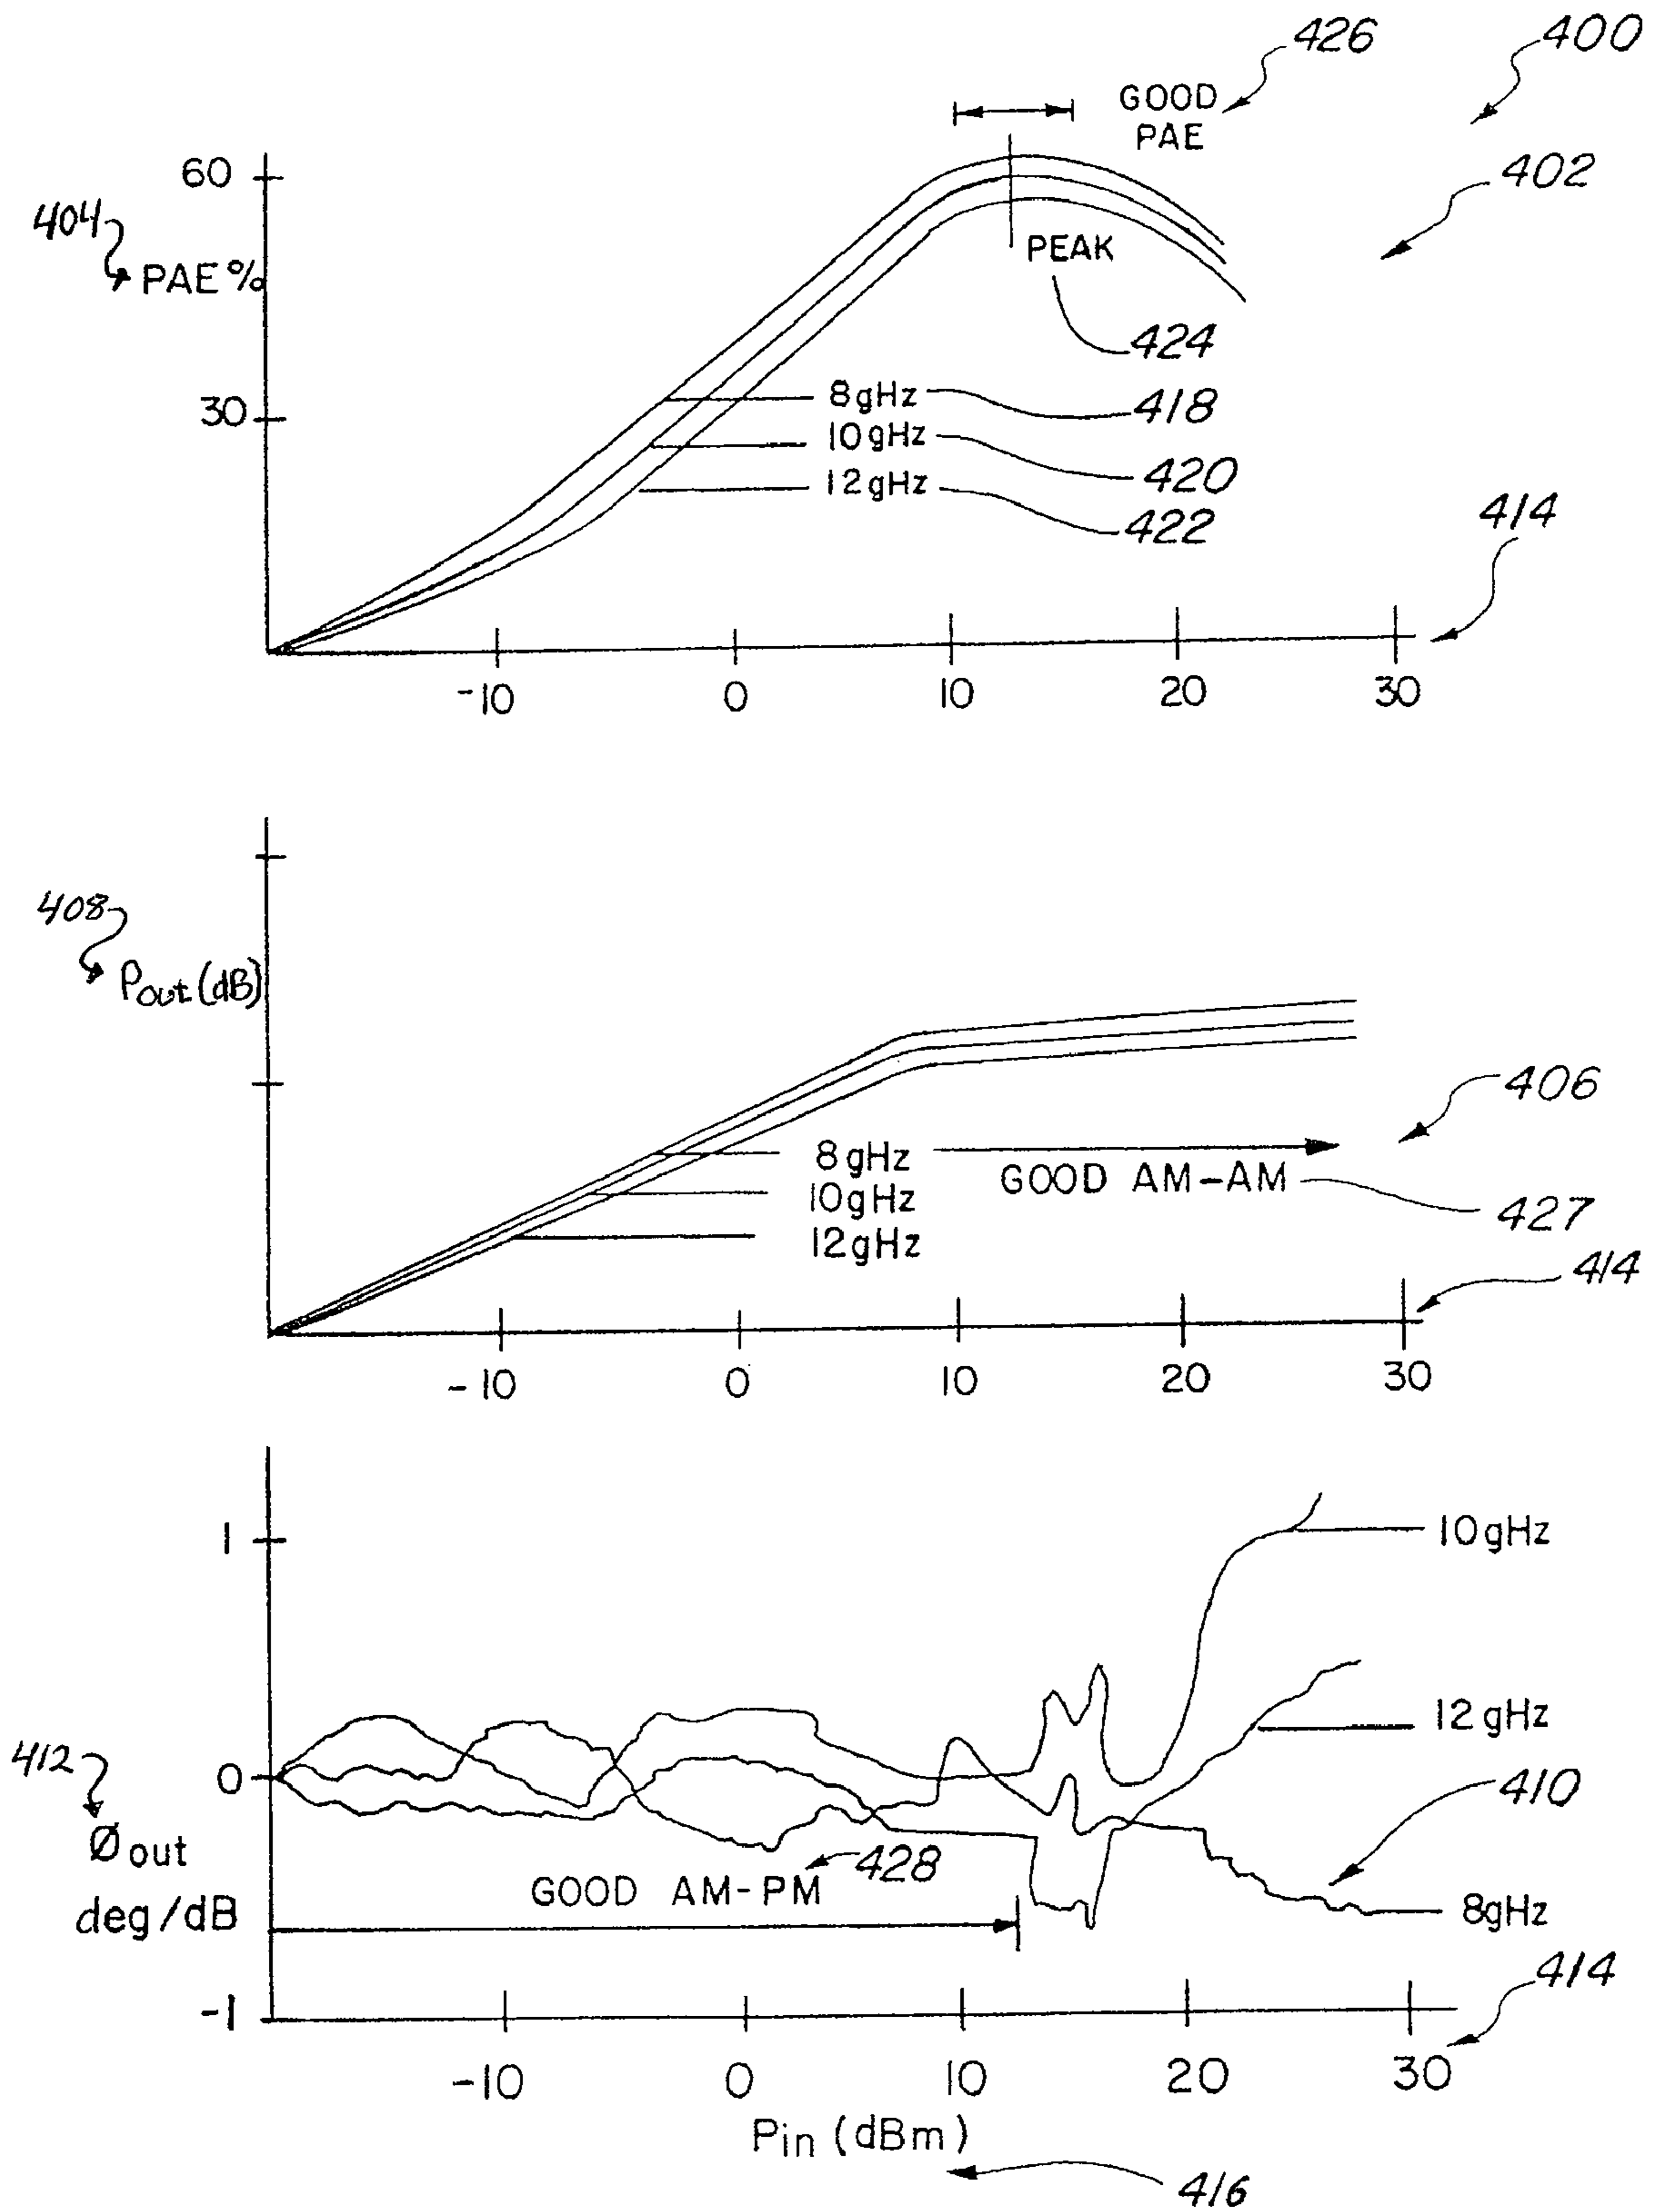 426
400
GOOD
PAE
402
60
404
PAE%
PEAK
424
30
8gHz
418
10gHz
420
12gHz
422
414
-10 0 10 20 30
408
Pout(dB)
406
8gHz
GOOD AM-AM
10gHz
427
12gHz
414
-10 0 10 20 30
1
10gHz
12gHz
412
0
410
Øout
428
GOOD AM-PM
deg/dB
8gHz
414
-1
-10 0 10 20 30
Pin (dBm)
416